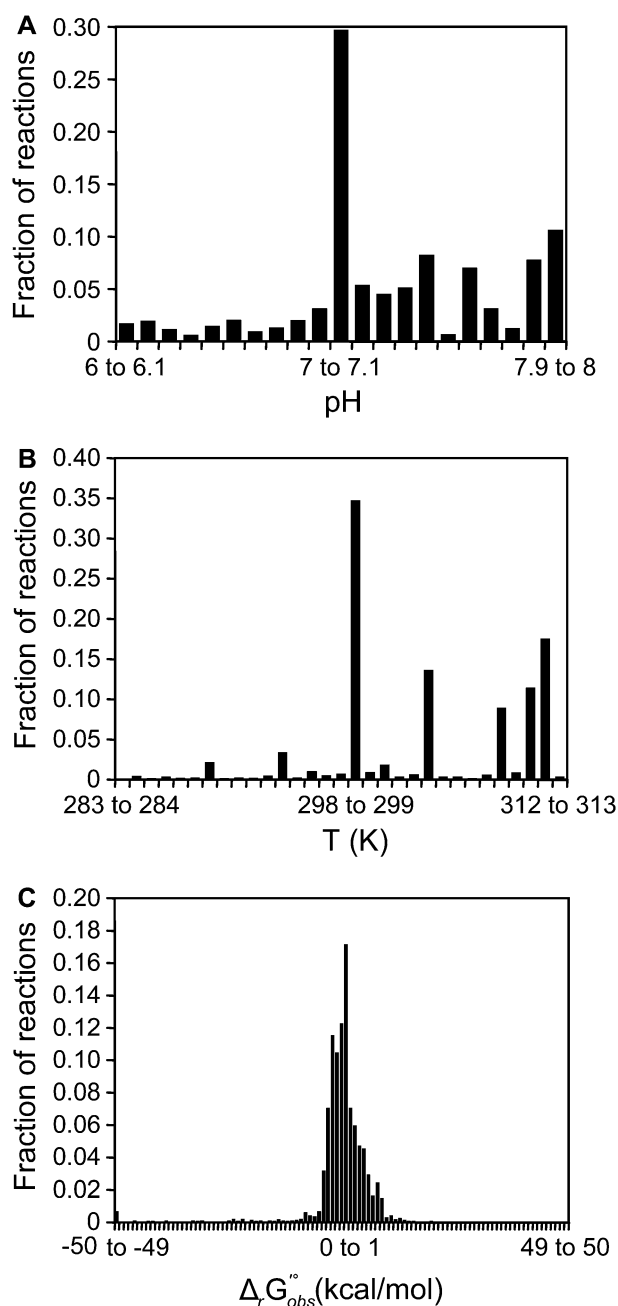 A
Fraction of reactions
0.30
0.25
0.20
0.15
0.10
0.05
0
6 to 6.1
7 to 7.1
7.9 to 8
pH
B
Fraction of reactions
0.40
0.35
0.30
0.25
0.20
0.15
0.10
0.05
0
283 to 284
298 to 299
312 to 313
T (K)
C
Fraction of reactions
0.20
0.18
0.16
0.14
0.12
0.10
0.08
0.06
0.04
0.02
0
-50 to -49
0 to 1
49 to 50
ΔrG'°obs(kcal/mol)